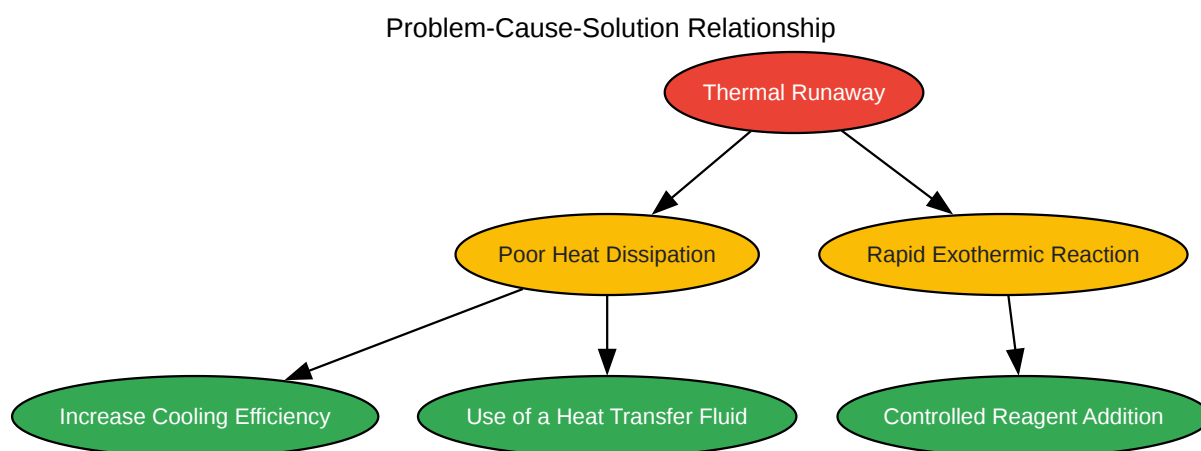 Problem-Cause-Solution Relationship
Thermal Runaway
Poor Heat Dissipation
Rapid Exothermic Reaction
Increase Cooling Efficiency
Use of a Heat Transfer Fluid
Controlled Reagent Addition